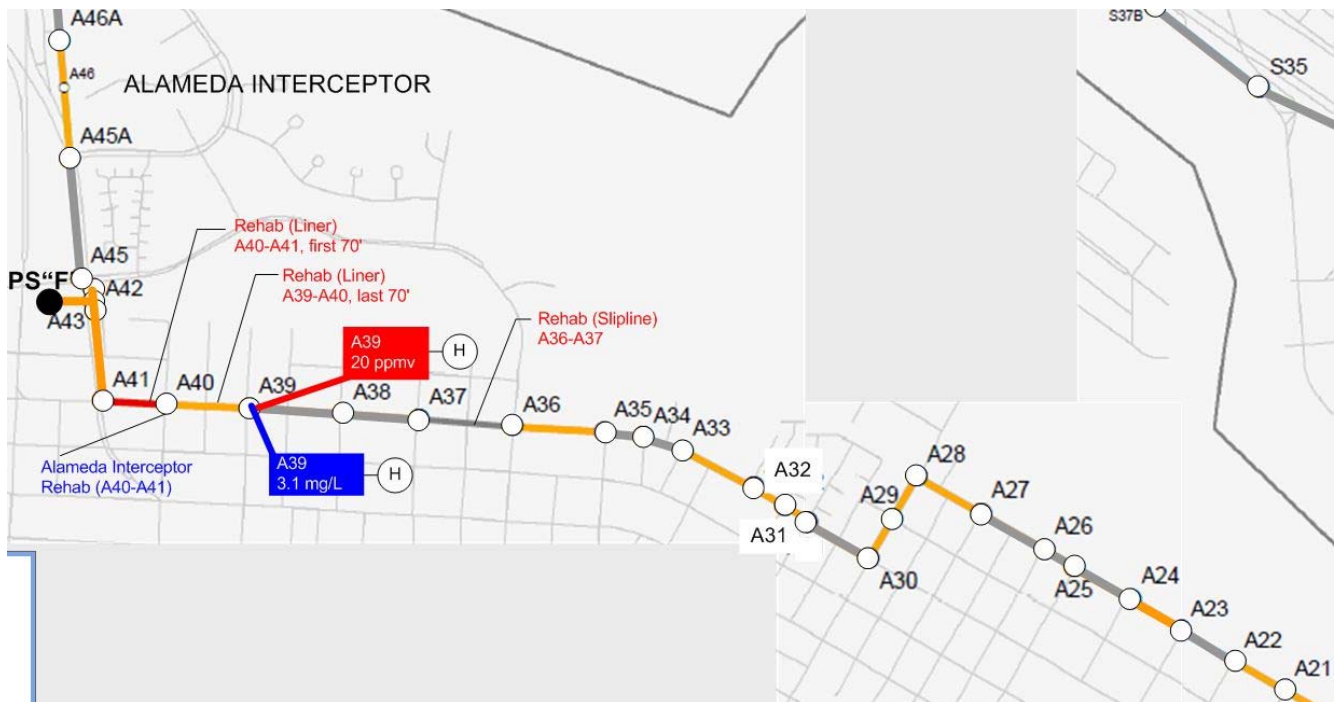 A46A
S37B
S35
A46
ALAMEDA INTERCEPTOR
A45A
Rehab (Liner)
A40-A41, first 70'
A45
Rehab (Liner)
A39-A40, last 70'
PS“F
A42
A43
Rehab (Slipline)
A36-A37
A39
20 ppmv
H
A41
A40
A39
A38
A37
A36
A35
A34
A33
Alameda Interceptor
Rehab (A40-A41)
A39
3.1 mg/L
H
A32
A31
A30
A29
A28
A27
A26
A25
A24
A23
A22
A21